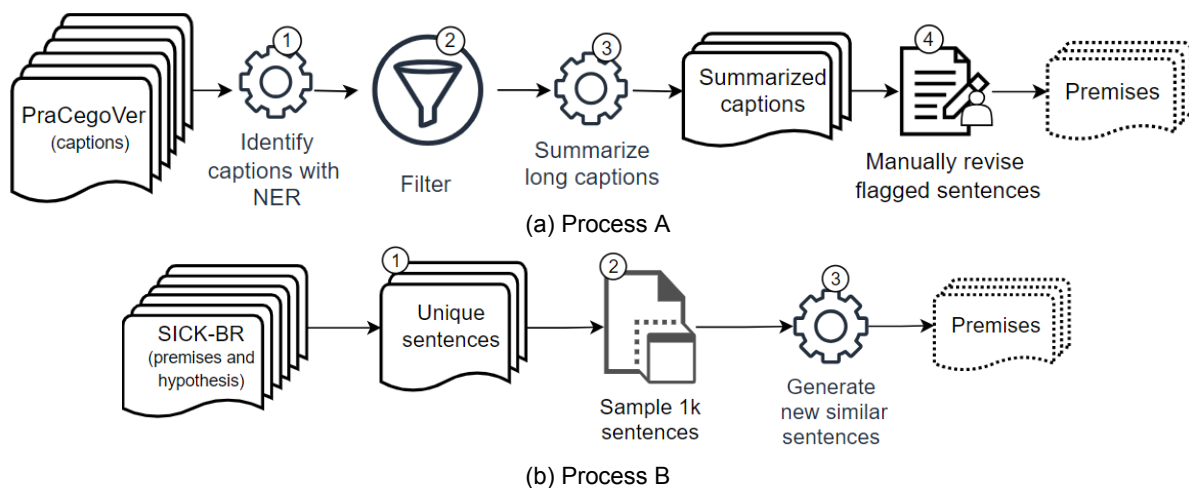 1
2
3
4
PraCegoVer
(captions)
Identify
captions with
NER
Filter
Summarize
long captions
Summarized
captions
Manually revise
flagged sentences
Premises
(a) Process A
1
2
3
SICK-BR
(premises and
hypothesis)
Unique
sentences
Sample 1k
sentences
Generate
new similar
sentences
Premises
(b) Process B